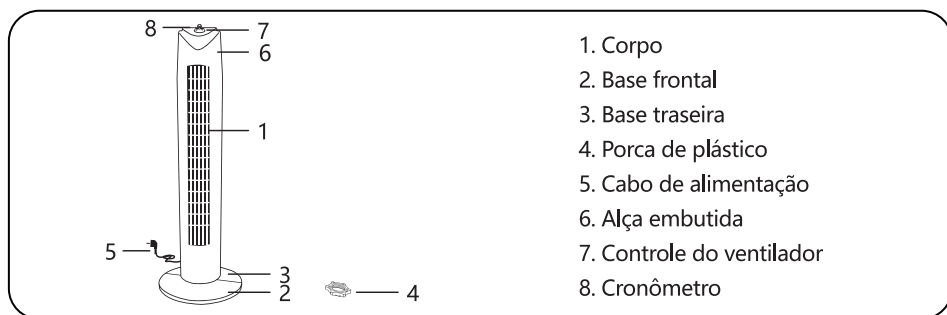 8
7
6
1
5
3
2
4
1. Corpo
2. Base frontal
3. Base traseira
4. Porca de plástico
5. Cabo de alimentação
6. Alça embutida
7. Controle do ventilador
8. Cronômetro